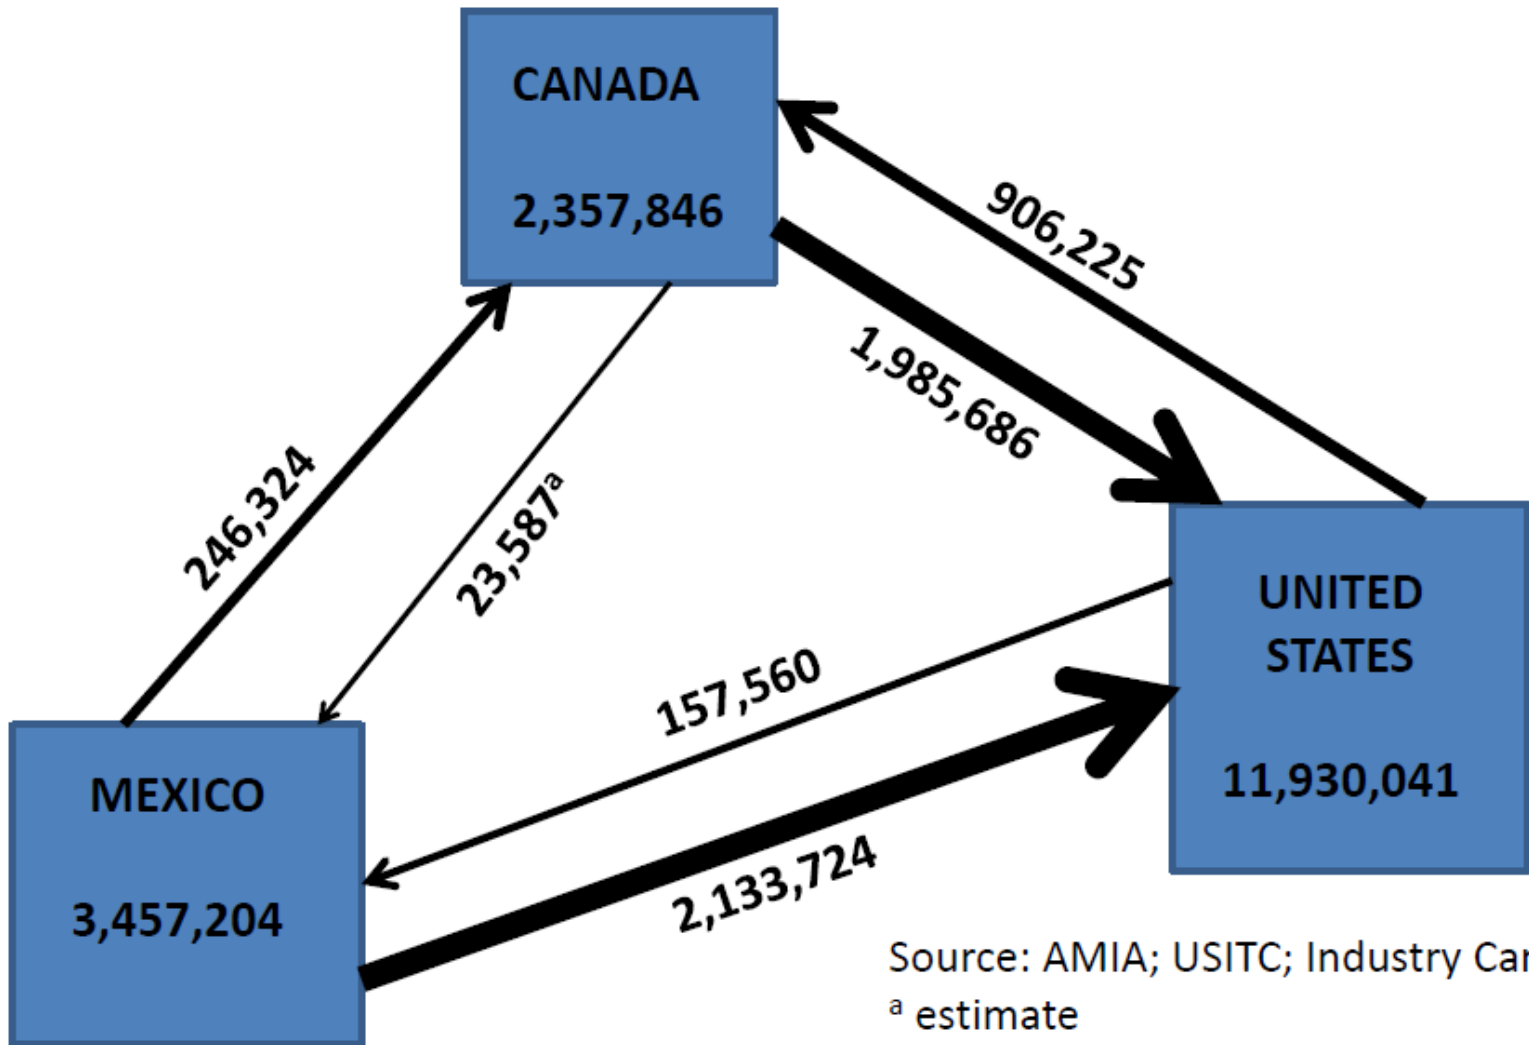 CANADA
2,357,846
906,225
1,985,686
246,324
23,587ᵃ
UNITED
STATES
11,930,041
157,560
2,133,724
MEXICO
3,457,204
Source: AMIA; USITC; Industry
ᵃ estimate